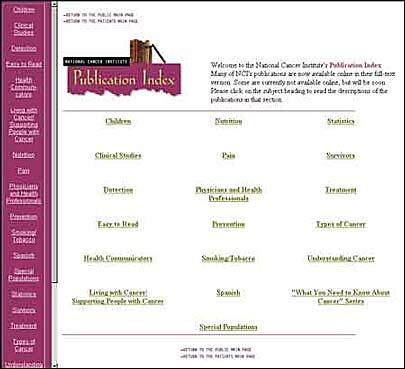 Children
Clinical
Studies
Detection
Easy to Read
Health
Communi-
cators
Living with
Cancer/
Supporting
People with
Cancer
Nutrition
Pain
Physicians
and Health
Professionals
Prevention
Smoking/
Tobacco
Spanish
Special
Populations
Statistics
Survivors
Treatment
Types of
Cancer
Understanding
RETURN TO THE PUBLIC MAIN PAGE
RETURN TO THE PATIENTS MAIN PAGE
NATIONAL CANCER INSTITUTE
Publication Index
Welcome to the National Cancer Institute's Publication Index
Many of NCI's publications are now available online in their full-text
version. Some are currently not available online, but will be soon.
Please click on the subject heading to read the descriptions of the
publications in that section.
Children Nutrition Statistics
Clinical Studies Pain Survivors
Detection Physicians and Health
Professionals Treatment
Easy to Read Prevention Types of Cancer
Health Communicators Smoking/Tobacco Understanding Cancer
Living with Cancer/
Supporting People with Cancer Spanish "What You Need to Know About
Cancer" Series
Special Populations
RETURN TO THE PUBLIC MAIN PAGE
RETURN TO THE PATIENTS MAIN PAGE